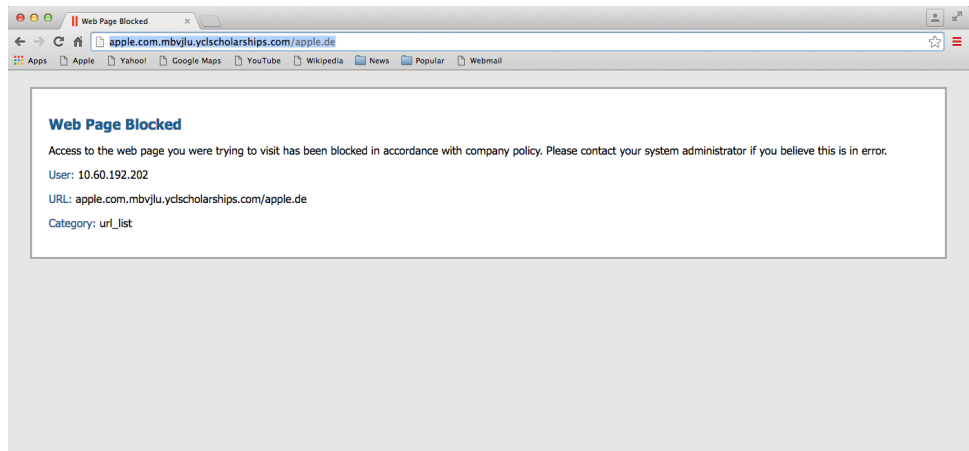 Web Page Blocked
apple.com.mbvjlu.yclscholarships.com/apple.de
Apps Apple Yahoo! Google Maps YouTube Wikipedia News Popular Webmail
Web Page Blocked
Access to the web page you were trying to visit has been blocked in accordance with company policy. Please contact your system administrator if you believe this is in error.
User: 10.60.192.202
URL: apple.com.mbvjlu.yclscholarships.com/apple.de
Category: url_list